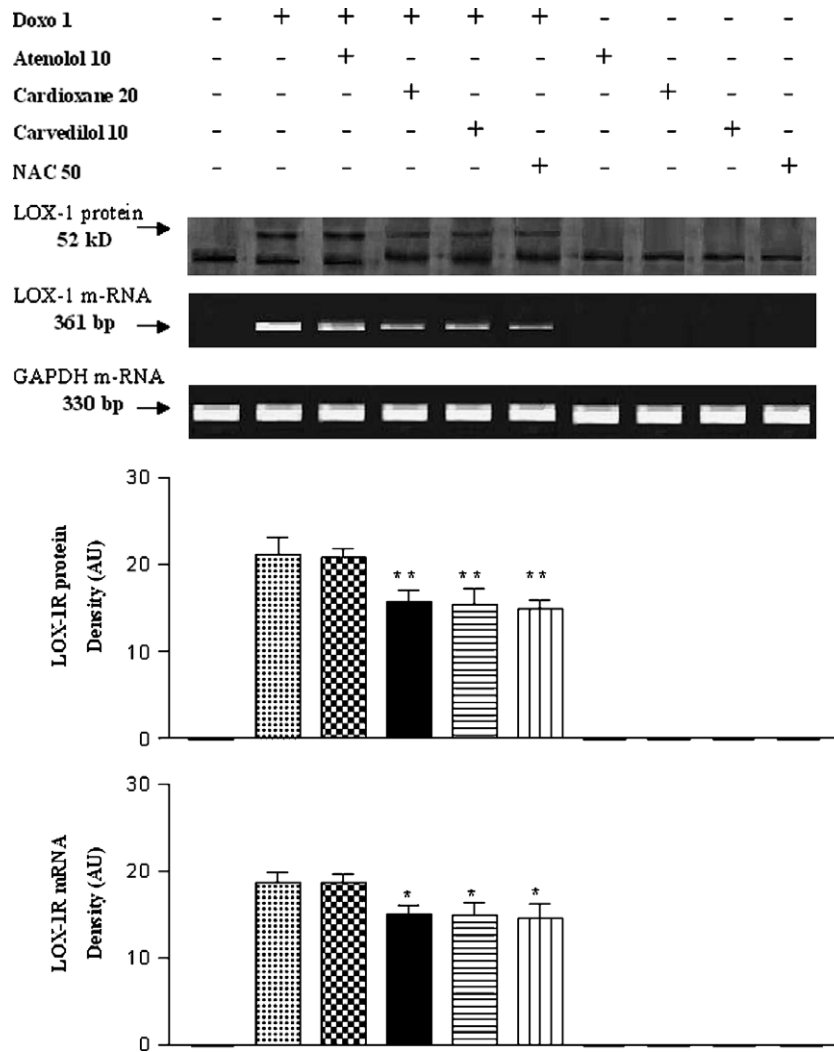 Doxo 1 - + + + + + - - - -
Atenolol 10 - - + - - - + - - -
Cardioxane 20 - - - + - - - + - -
Carvedilol 10 - - - - + - - - + -
NAC 50 - - - - - + - - - +
LOX-1 protein
52 kD
LOX-1 m-RNA
361 bp
GAPDH m-RNA
330 bp
30
20
10
0
LOX-1R protein
Density (AU)
** ** **
30
20
10
0
LOX-1R mRNA
Density (AU)
* * *